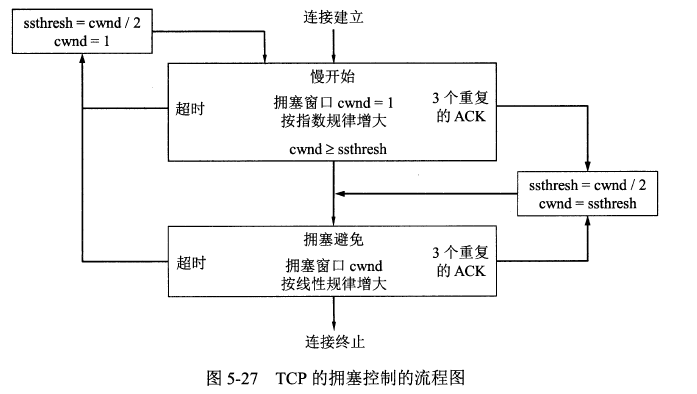 连接建立
ssthresh = cwnd / 2
cwnd = 1
慢开始
超时
拥塞窗口 cwnd = 1
按指数规律增大
3 个重复
的 ACK
cwnd ≥ ssthresh
ssthresh = cwnd / 2
cwnd = ssthresh
拥塞避免
超时
拥塞窗口 cwnd
按线性规律增大
3 个重复
的 ACK
连接终止
图 5-27 TCP 的拥塞控制的流程图